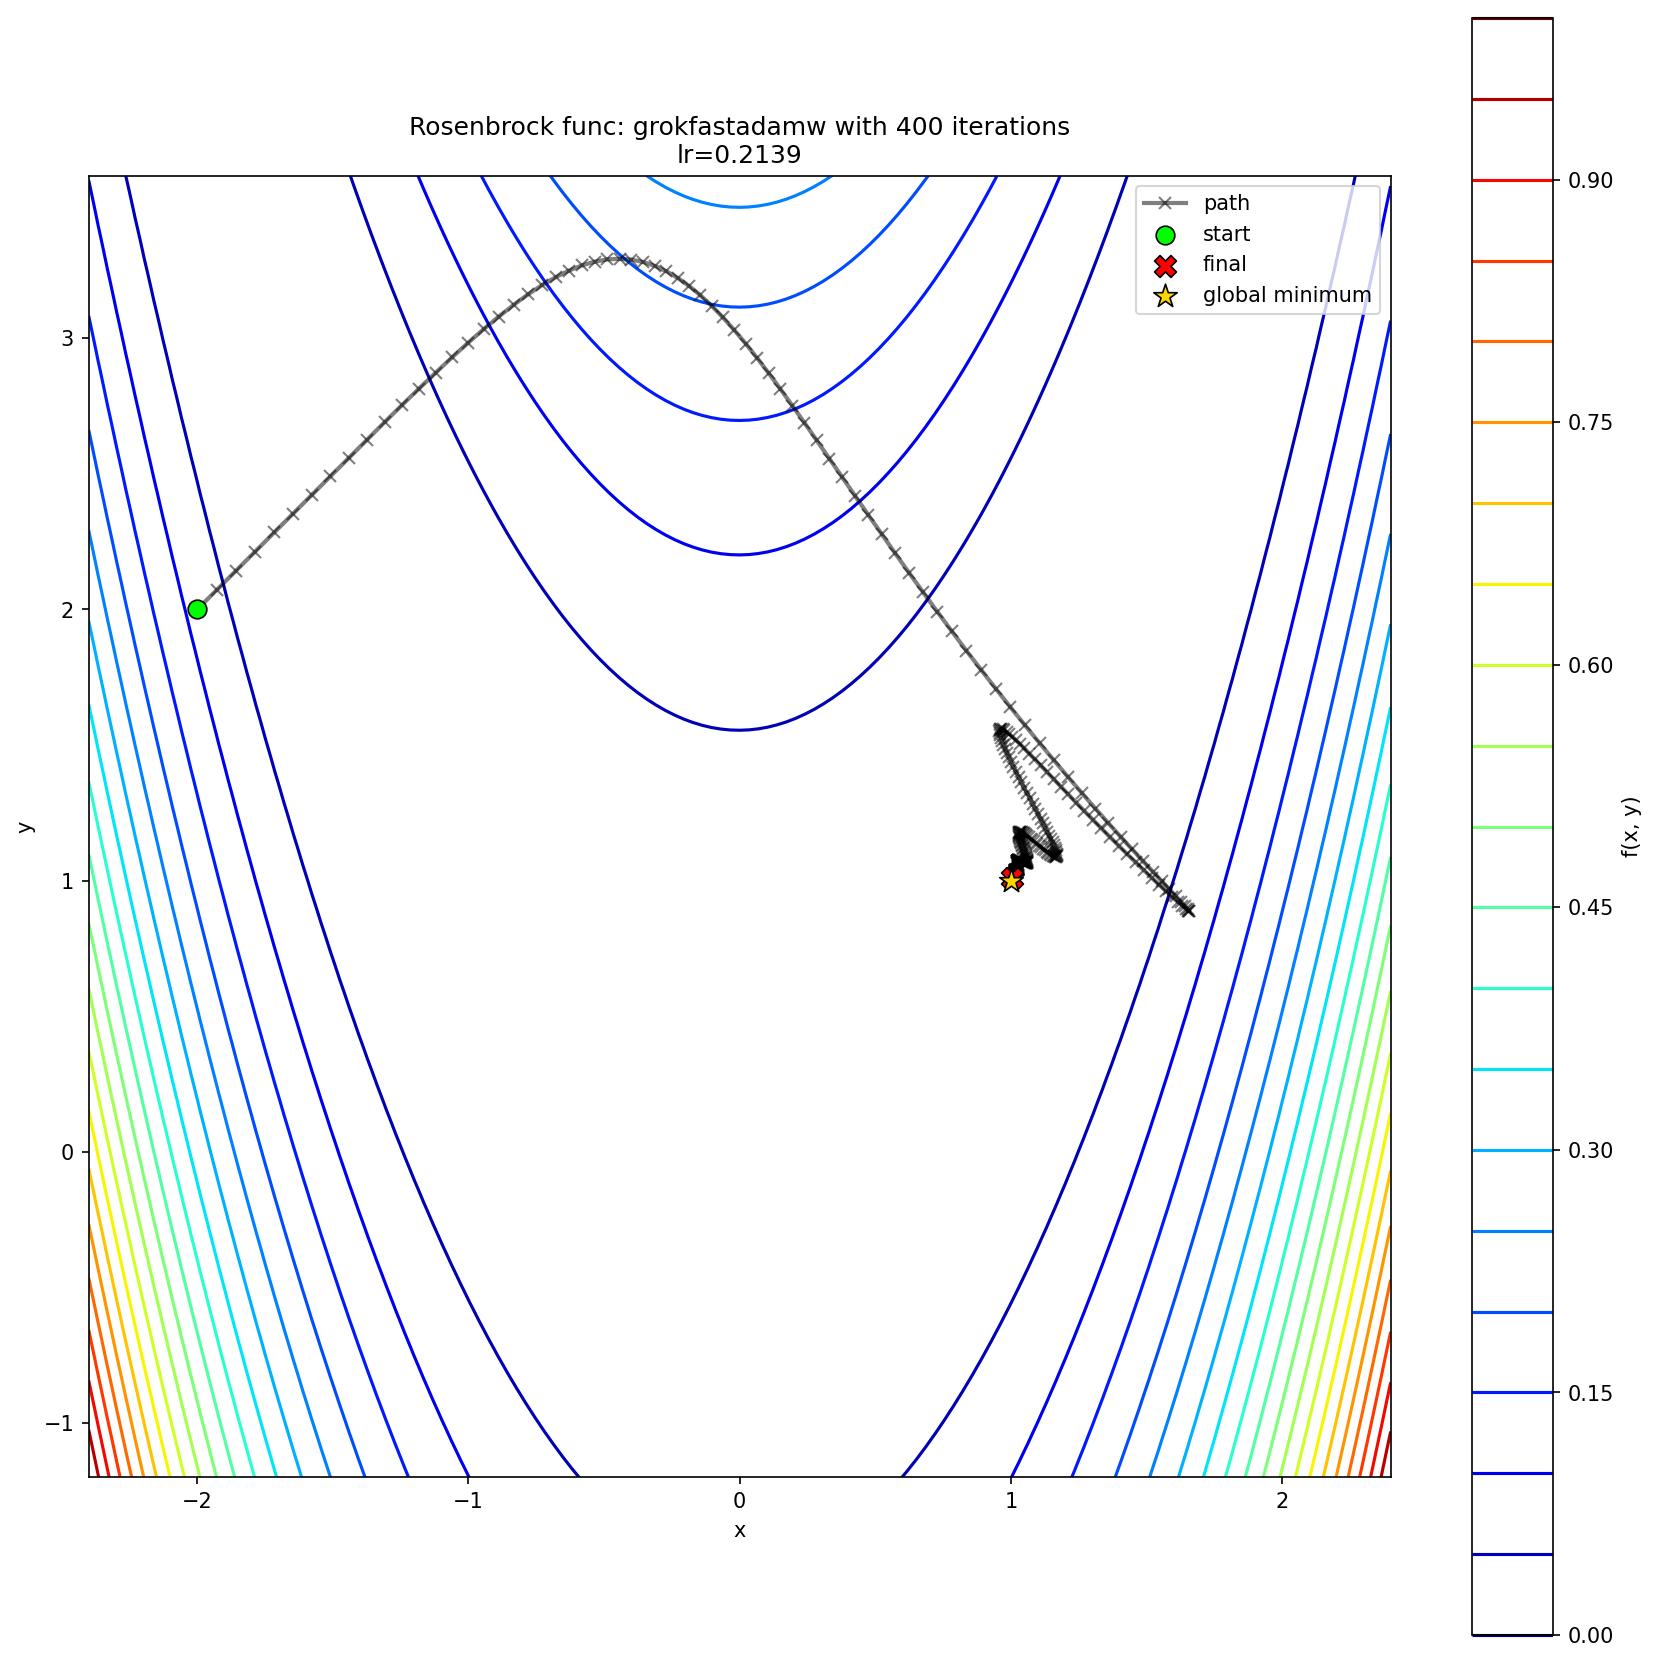 Rosenbrock func: grokfastadamw with 400 iterations
lr=0.2139
path
start
final
global minimum
y
3
2
1
0
−1
−2
−1
0
1
2
x
0.90
0.75
0.60
0.45
0.30
0.15
0.00
f(x, y)